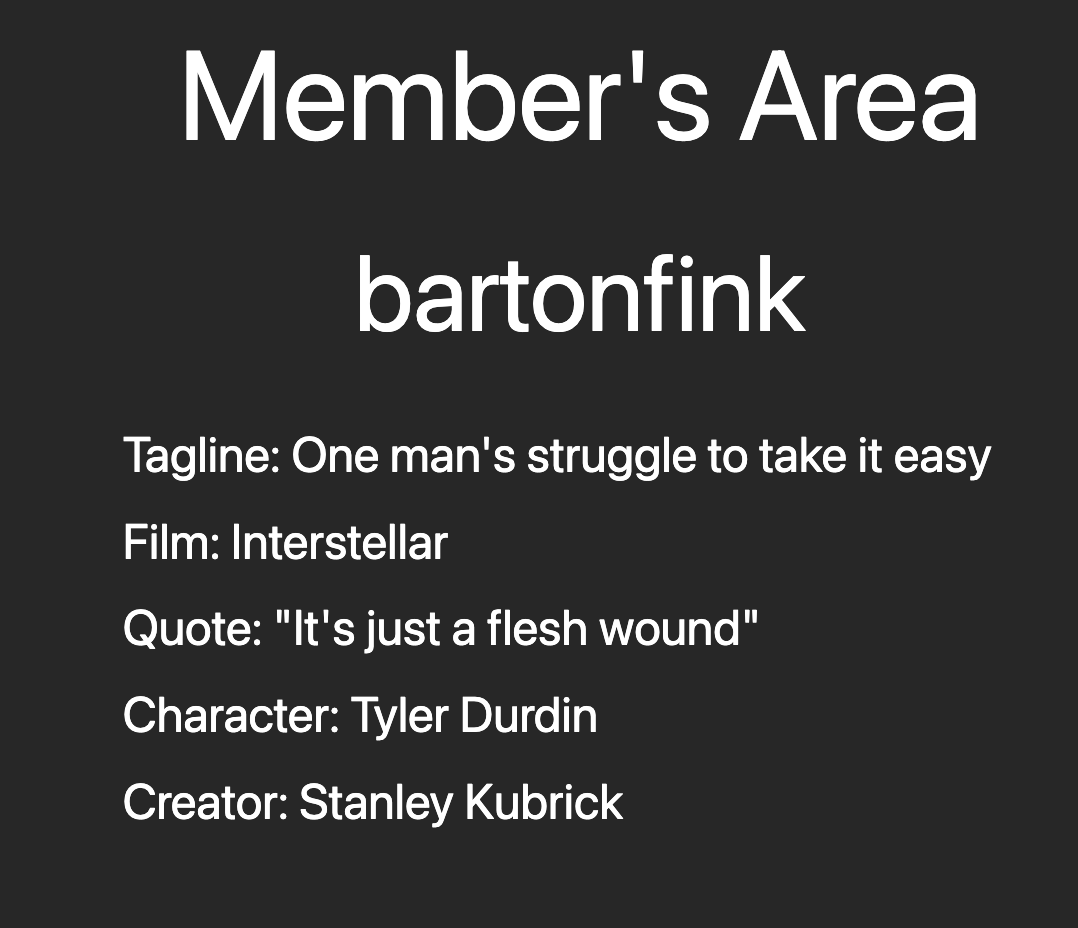 Member's Area
bartonfink
Tagline: One man's struggle to take it easy
Film: Interstellar
Quote: "It's just a flesh wound"
Character: Tyler Durdin
Creator: Stanley Kubrick